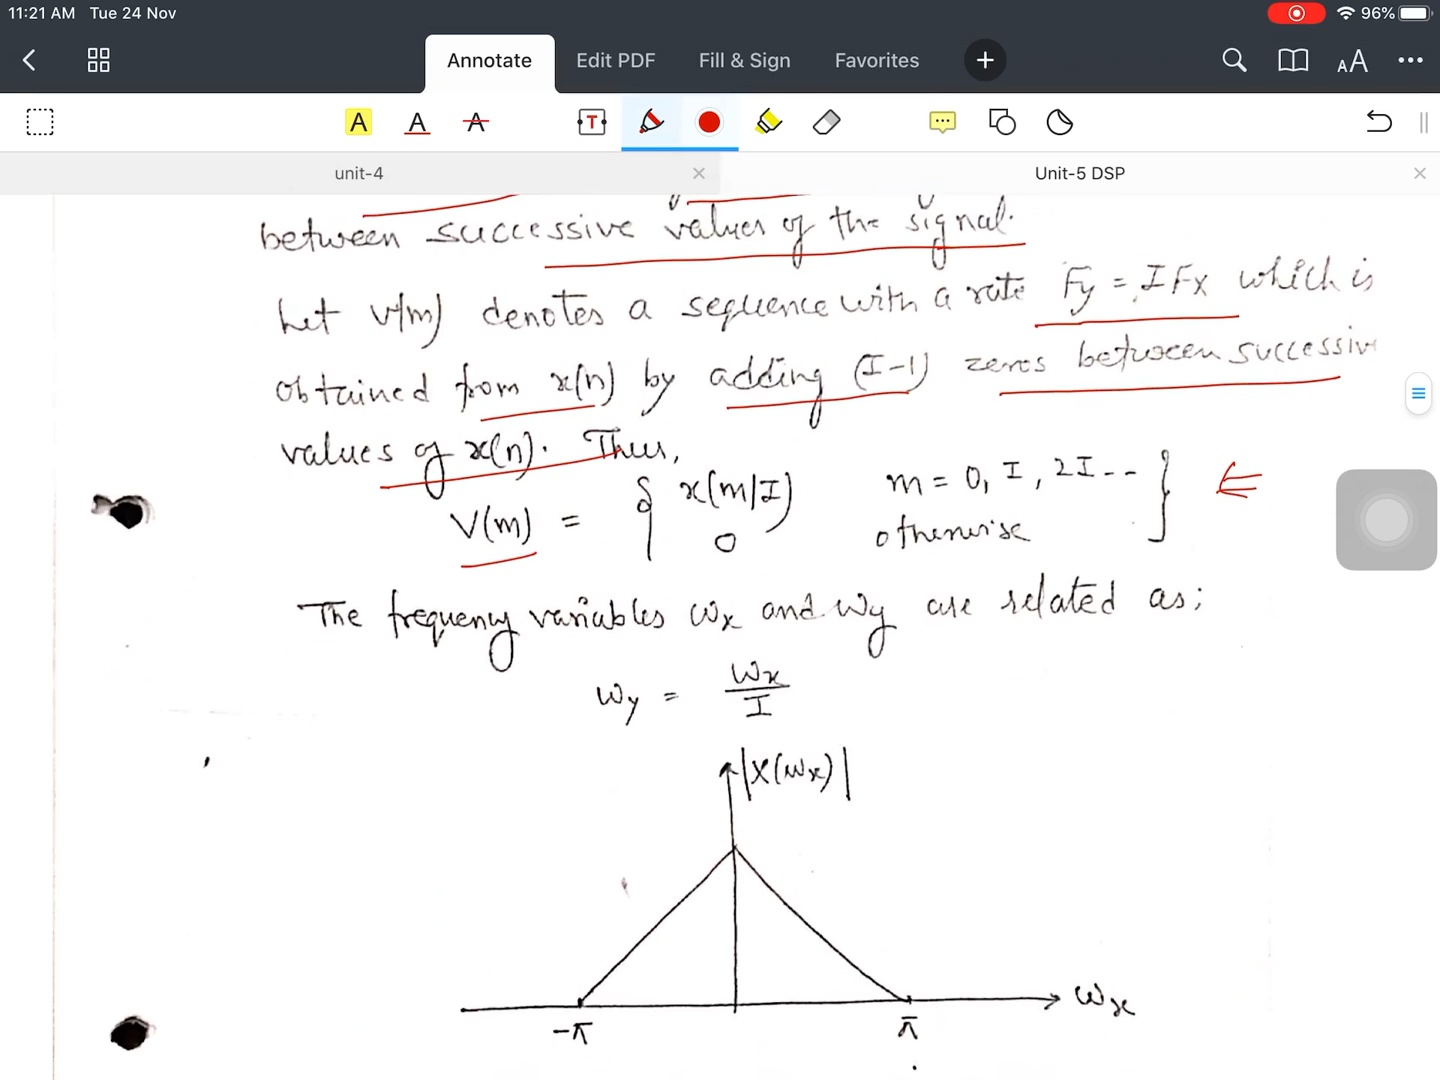 11:21 AM Tue 24 Nov
96%
Annotate Edit PDF Fill & Sign Favorites
unit-4
Unit-5 DSP
between successive values of the signal.
Let V(m) denotes a sequence with a rate Fy = IFx which is
obtained from x(n) by adding (I-1) zeros between successive
values of x(n). Thus,
V(m) = { x(m/I) m = 0, I, 2I--
0 otherwise }
The frequency variables ωx and ωy are related as;
ωy = ωx/I
|X(ωx)|
ωx
-π π